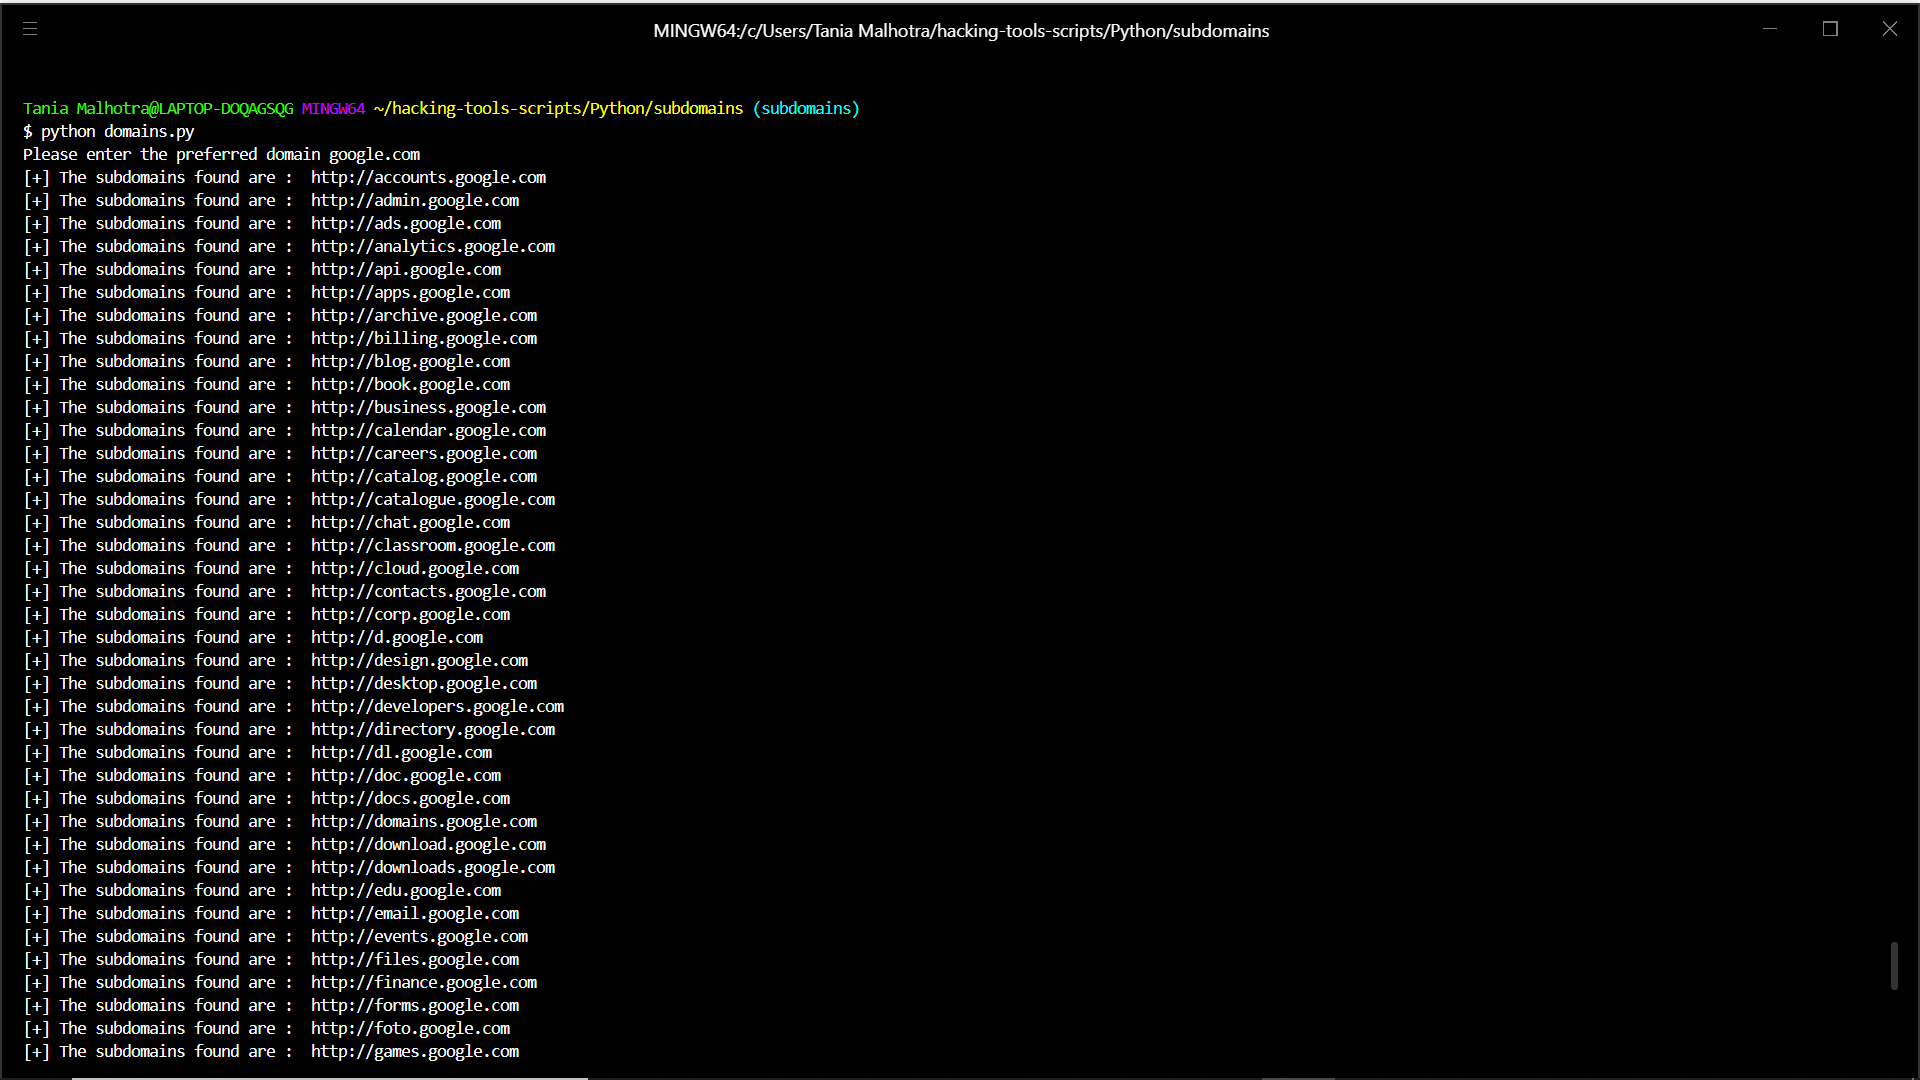 MINGW64:/c/Users/Tania Malhotra/hacking-tools-scripts/Python/subdomains
Tania Malhotra@LAPTOP-DOQAGSQG MINGW64 ~/hacking-tools-scripts/Python/subdomains (subdomains)
$ python domains.py
Please enter the preferred domain google.com
[+] The subdomains found are :  http://accounts.google.com
[+] The subdomains found are :  http://admin.google.com
[+] The subdomains found are :  http://ads.google.com
[+] The subdomains found are :  http://analytics.google.com
[+] The subdomains found are :  http://api.google.com
[+] The subdomains found are :  http://apps.google.com
[+] The subdomains found are :  http://archive.google.com
[+] The subdomains found are :  http://billing.google.com
[+] The subdomains found are :  http://blog.google.com
[+] The subdomains found are :  http://book.google.com
[+] The subdomains found are :  http://business.google.com
[+] The subdomains found are :  http://calendar.google.com
[+] The subdomains found are :  http://careers.google.com
[+] The subdomains found are :  http://catalog.google.com
[+] The subdomains found are :  http://catalogue.google.com
[+] The subdomains found are :  http://chat.google.com
[+] The subdomains found are :  http://classroom.google.com
[+] The subdomains found are :  http://cloud.google.com
[+] The subdomains found are :  http://contacts.google.com
[+] The subdomains found are :  http://corp.google.com
[+] The subdomains found are :  http://d.google.com
[+] The subdomains found are :  http://design.google.com
[+] The subdomains found are :  http://desktop.google.com
[+] The subdomains found are :  http://developers.google.com
[+] The subdomains found are :  http://directory.google.com
[+] The subdomains found are :  http://dl.google.com
[+] The subdomains found are :  http://doc.google.com
[+] The subdomains found are :  http://docs.google.com
[+] The subdomains found are :  http://domains.google.com
[+] The subdomains found are :  http://download.google.com
[+] The subdomains found are :  http://downloads.google.com
[+] The subdomains found are :  http://edu.google.com
[+] The subdomains found are :  http://email.google.com
[+] The subdomains found are :  http://events.google.com
[+] The subdomains found are :  http://files.google.com
[+] The subdomains found are :  http://finance.google.com
[+] The subdomains found are :  http://forms.google.com
[+] The subdomains found are :  http://foto.google.com
[+] The subdomains found are :  http://games.google.com